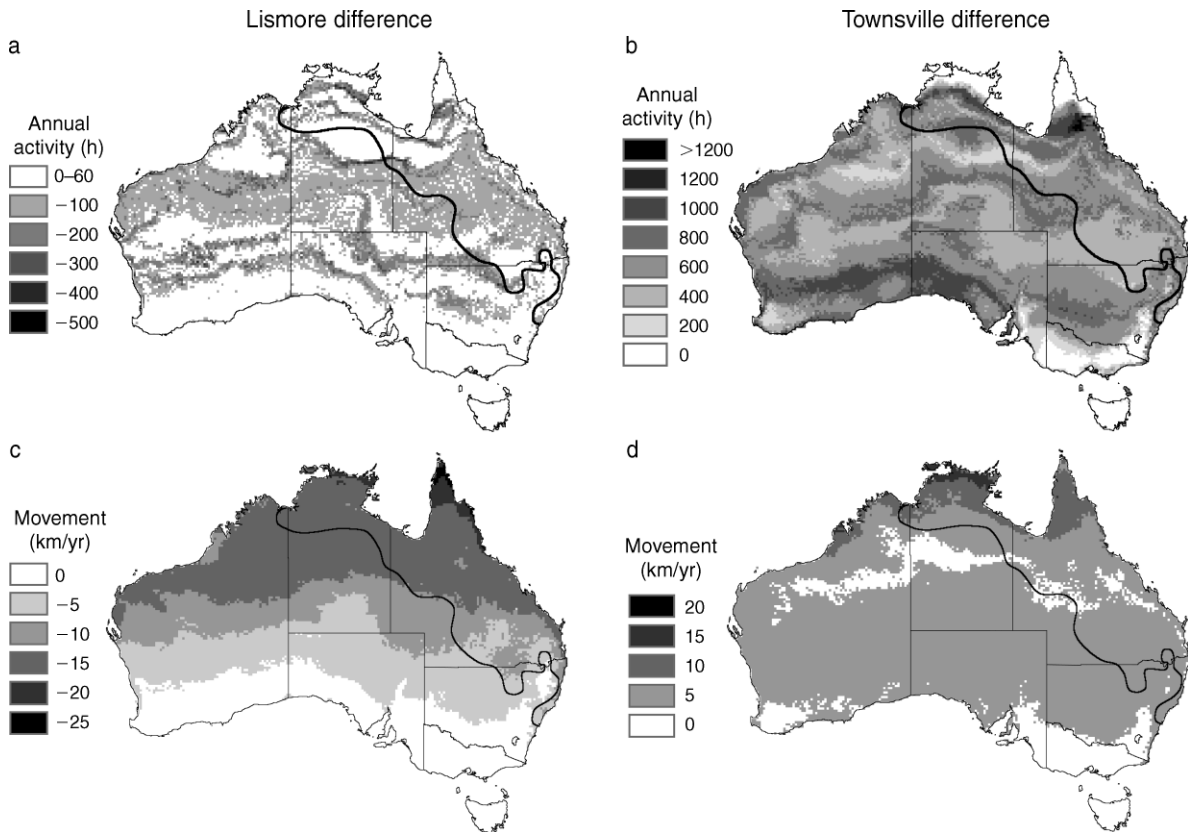 Lismore difference
Townsville difference
a
Annual
activity (h)
0–60
−100
−200
−300
−400
−500
b
Annual
activity (h)
>1200
1200
1000
800
600
400
200
0
c
Movement
(km/yr)
0
−5
−10
−15
−20
−25
d
Movement
(km/yr)
20
15
10
5
0